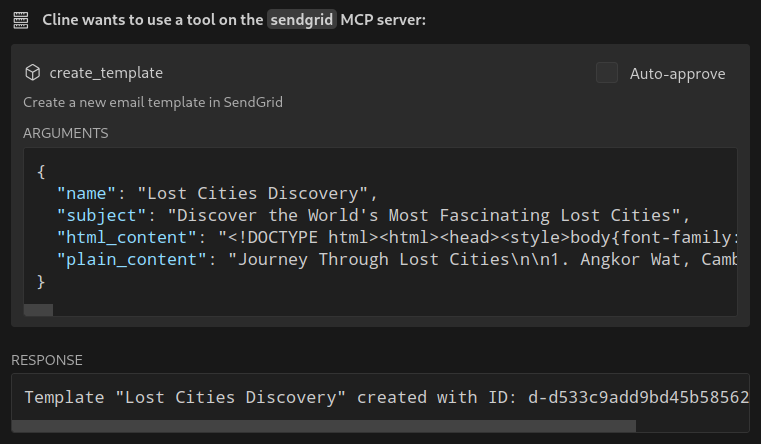 Cline wants to use a tool on the sendgrid MCP server:
create_template
Auto-approve
Create a new email template in SendGrid
ARGUMENTS
{
"name": "Lost Cities Discovery",
"subject": "Discover the World's Most Fascinating Lost Cities",
"html_content": "<!DOCTYPE html><html><head><style>body{font-family:
"plain_content": "Journey Through Lost Cities\n\n1. Angkor Wat, Camb
}
RESPONSE
Template "Lost Cities Discovery" created with ID: d-d533c9add9bd45b58562